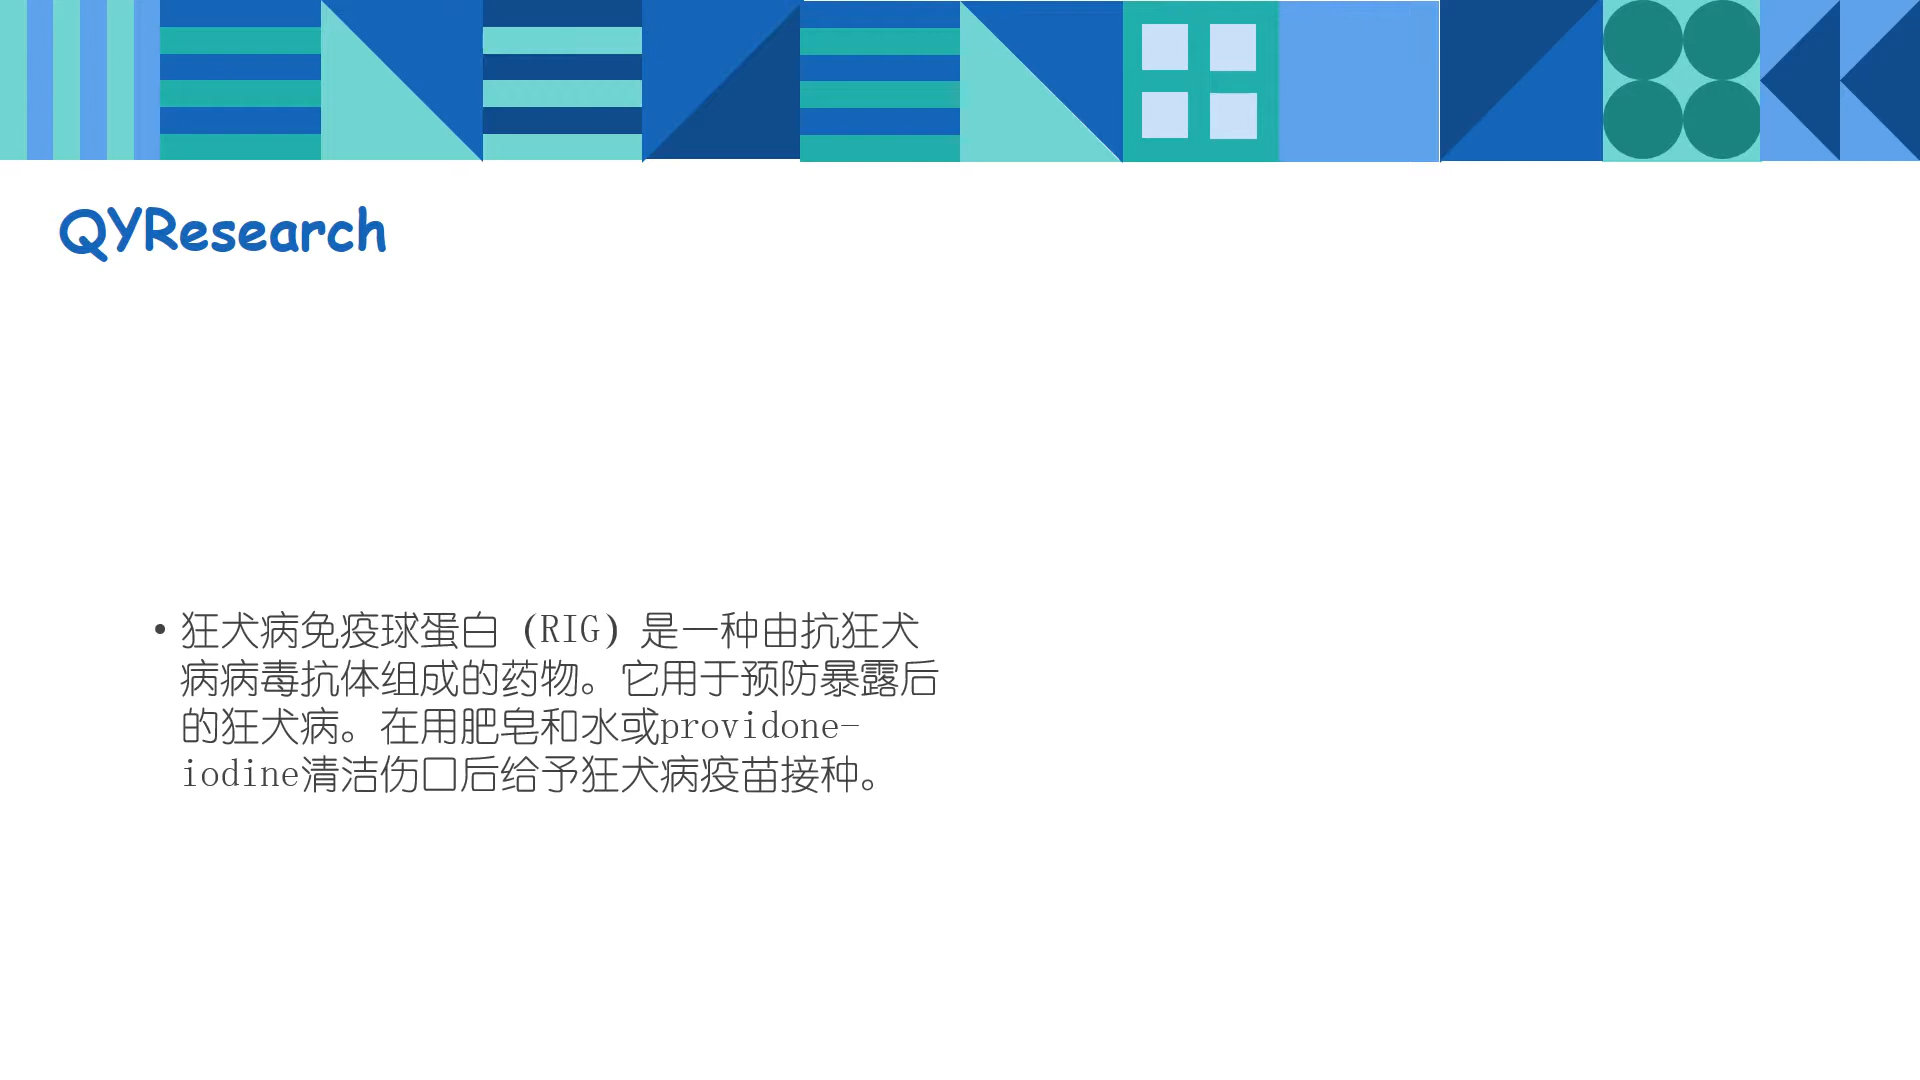 QYResearch
• 狂犬病免疫球蛋白（RIG）是一种由抗狂犬
病病毒抗体组成的药物。它用于预防暴露后
的狂犬病。在用肥皂和水或providone-
iodine清洁伤口后给予狂犬病疫苗接种。